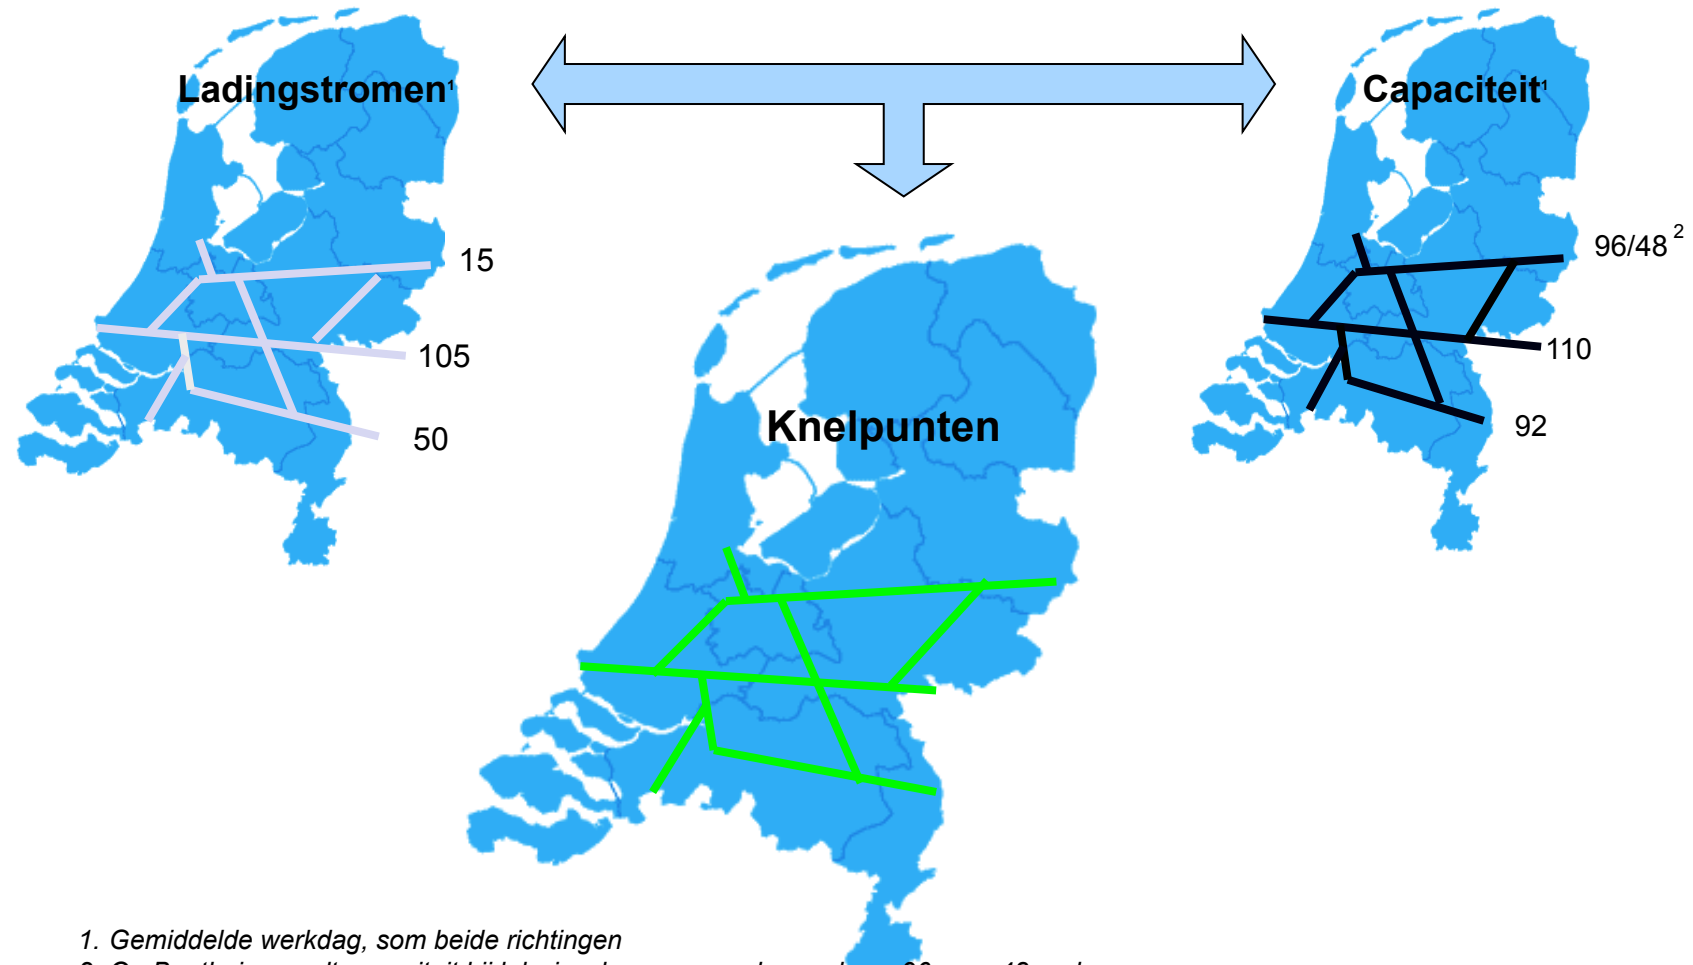 Ladingstromen¹
Capaciteit¹
15
105
50
96/48 2
110
92
Knelpunten
1. Gemiddelde werkdag, som beide richtingen